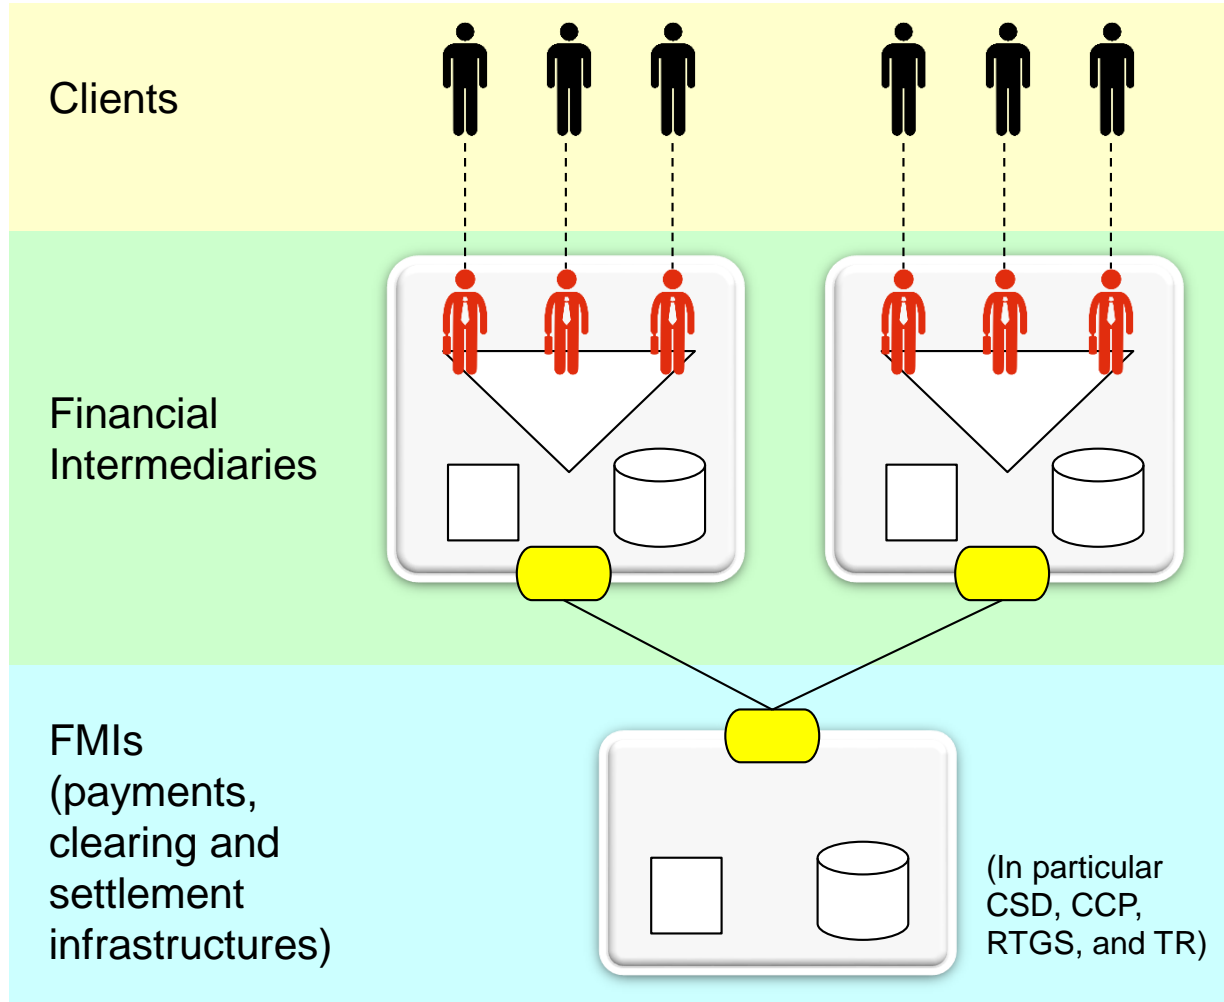 Clients
Financial
Intermediaries
FMIs
(payments,
clearing and
settlement
infrastructures)
(In particular
CSD, CCP,
RTGS, and TR)